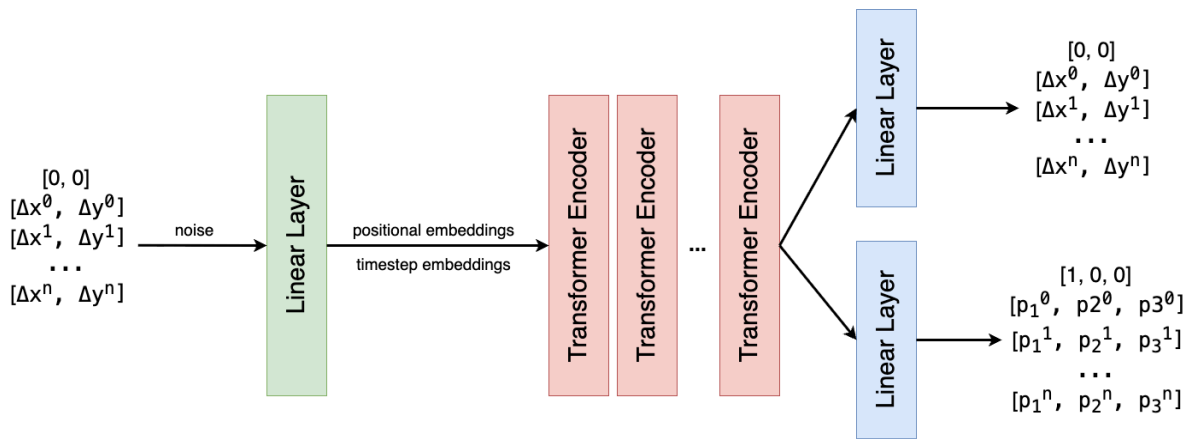 [0, 0]
[Δx⁰, Δy⁰]
[Δx¹, Δy¹]
...
[Δxⁿ, Δyⁿ]
noise
Linear Layer
positional embeddings
timestep embeddings
Transformer Encoder
Transformer Encoder
...
Transformer Encoder
Linear Layer
[0, 0]
[Δx⁰, Δy⁰]
[Δx¹, Δy¹]
...
[Δxⁿ, Δyⁿ]
Linear Layer
[1, 0, 0]
[p₁⁰, p2⁰, p3⁰]
[p₁¹, p₂¹, p₃¹]
...
[p₁ⁿ, p₂ⁿ, p₃ⁿ]